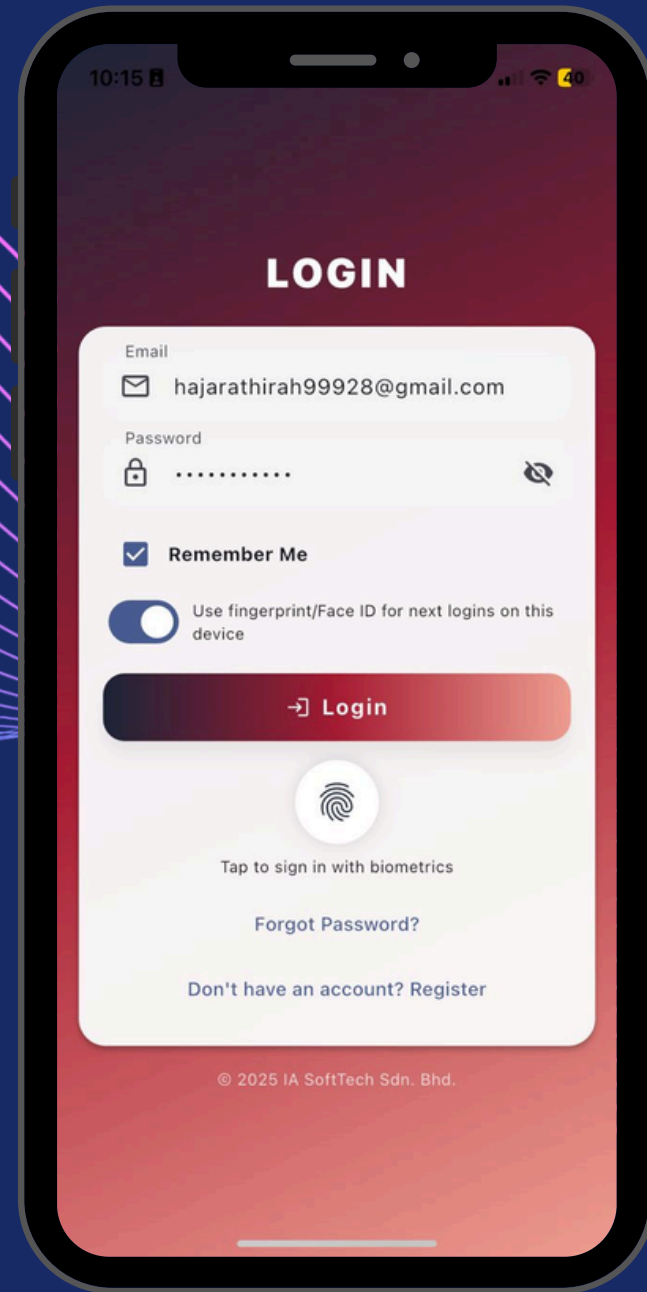 10:15
40
LOGIN
Email
hajarathirah99928@gmail.com
Password
...........
Remember Me
Use fingerprint/Face ID for next logins on this
device
Login
Tap to sign in with biometrics
Forgot Password?
Don't have an account? Register
© 2025 IA SoftTech Sdn. Bhd.